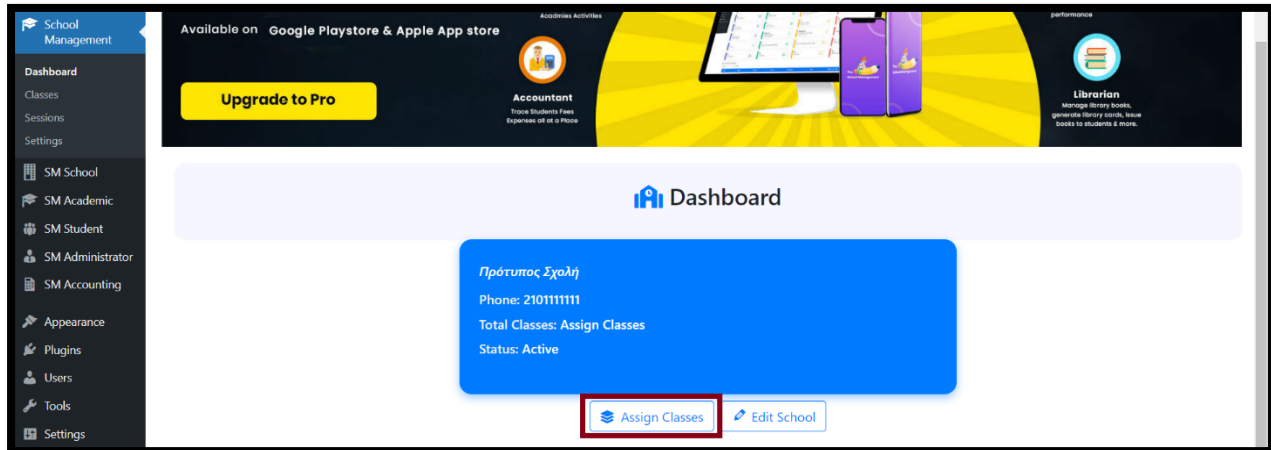 School
Management
Dashboard
Classes
Sessions
Settings
SM School
SM Academic
SM Student
SM Administrator
SM Accounting
Appearance
Plugins
Users
Tools
Settings
Available on Google Playstore & Apple App store
Upgrade to Pro
Acadmies Activities
Accountant
Trace Students Fees
Expenses all at a Place
performance
Librarian
Manage library books,
generate library cards, issue
books to students & more.
Dashboard
Πρότυπος Σχολή
Phone: 2101111111
Total Classes: Assign Classes
Status: Active
Assign Classes
Edit School